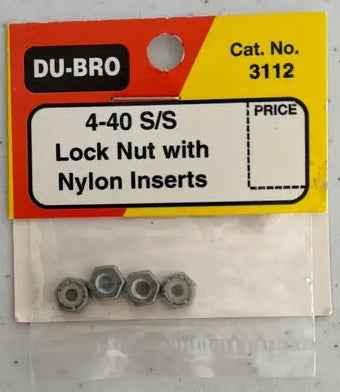 DU-BRO
Cat. No.
3112
4-40 S/S
Lock Nut with
Nylon Inserts
PRICE